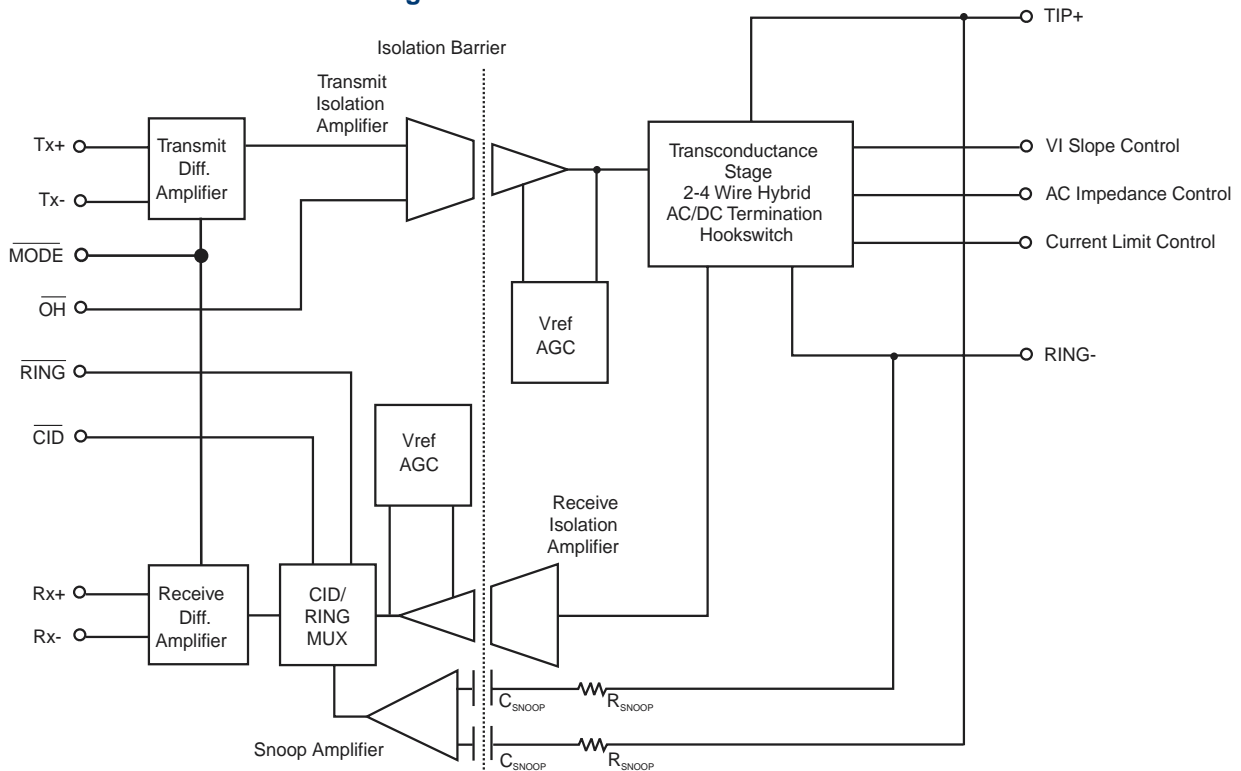 g
TIP+
Isolation Barrier
Transmit
Isolation
Amplifier
Tx+
Transmit
Diff.
Amplifier
Tx-
Transconductance
Stage
2-4 Wire Hybrid
AC/DC Termination
Hookswitch
VI Slope Control
AC Impedance Control
Current Limit Control
MODE
OH
Vref
AGC
RING
RING-
CID
Vref
AGC
Receive
Isolation
Amplifier
Rx+
Receive
Diff.
Amplifier
Rx-
CID/
RING
MUX
CSNOOP
RSNOOP
Snoop Amplifier
CSNOOP
RSNOOP